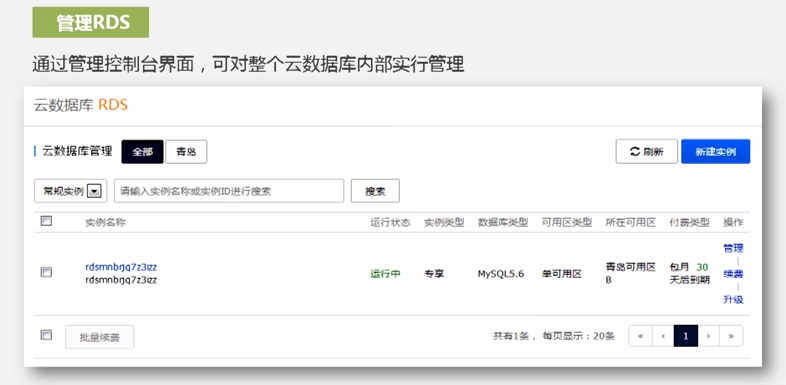 管理RDS
通过管理控制台界面，可对整个云数据库内部实行管理
云数据库 RDS
云数据库管理 全部 青岛 刷新 新建实例
常规实例 请输入实例名称或实例ID进行搜索 搜索
实例名称 运行状态 实例类型 数据库类型 可用区类型 所在可用区 付费类型 操作
rdsmnbrjq7z3izz
rdsmnbrjq7z3izz
运行中 专享 MySQL5.6 单可用区
青岛可用区
B
包月 30
天后到期
管理
续费
升级
批量续费 共有1条， 每页显示：20条 « ‹ 1 › »